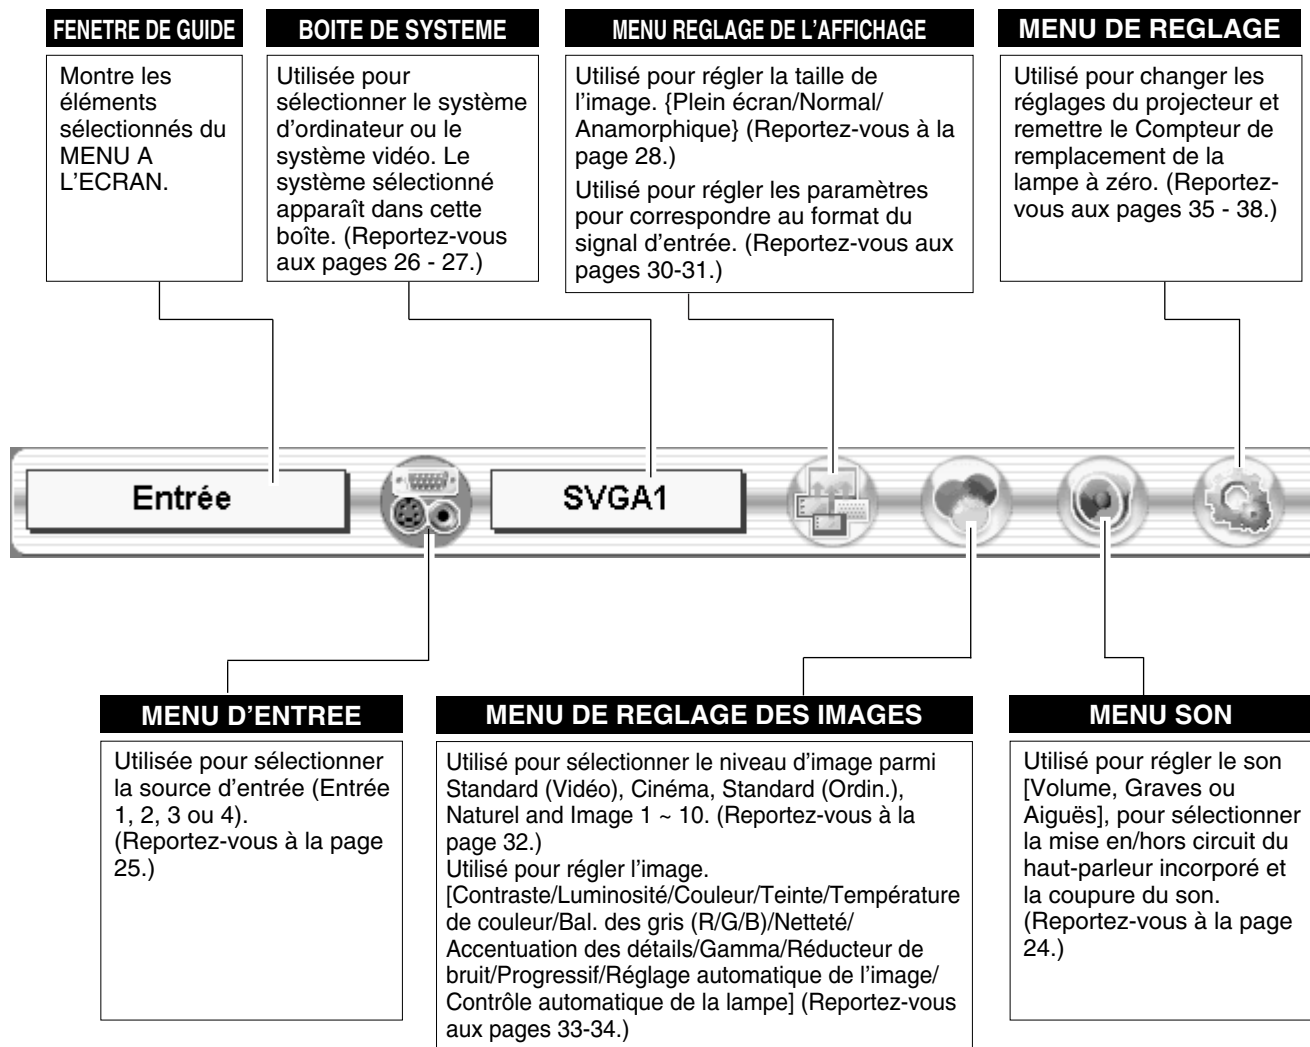 FENETRE DE GUIDE
Montre les
éléments
sélectionnés du
MENU A
L'ECRAN.
BOITE DE SYSTEME
Utilisée pour
sélectionner le système
d'ordinateur ou le
système vidéo. Le
système sélectionné
apparaît dans cette
boîte. (Reportez-vous
aux pages 26 - 27.)
MENU REGLAGE DE L'AFFICHAGE
Utilisé pour régler la taille de
l'image. {Plein écran/Normal/
Anamorphique} (Reportez-vous à la
page 28.)
Utilisé pour régler les paramètres
pour correspondre au format du
signal d'entrée. (Reportez-vous aux
pages 30-31.)
MENU DE REGLAGE
Utilisé pour changer les
réglages du projecteur et
remettre le Compteur de
remplacement de la
lampe à zéro. (Reportez-
vous aux pages 35 - 38.)
Entrée
SVGA1
MENU D'ENTREE
Utilisée pour sélectionner
la source d'entrée (Entrée
1, 2, 3 ou 4).
(Reportez-vous à la page
25.)
MENU DE REGLAGE DES IMAGES
Utilisé pour sélectionner le niveau d'image parmi
Standard (Vidéo), Cinéma, Standard (Ordin.),
Naturel and Image 1 ~ 10. (Reportez-vous à la
page 32.)
Utilisé pour régler l'image.
[Contraste/Luminosité/Couleur/Teinte/Température
de couleur/Bal. des gris (R/G/B)/Netteté/
Accentuation des détails/Gamma/Réducteur de
bruit/Progressif/Réglage automatique de l'image/
Contrôle automatique de la lampe] (Reportez-vous
aux pages 33-34.)
MENU SON
Utilisé pour régler le son
[Volume, Graves ou
Aiguës], pour sélectionner
la mise en/hors circuit du
haut-parleur incorporé et
la coupure du son.
(Reportez-vous à la page
24.)